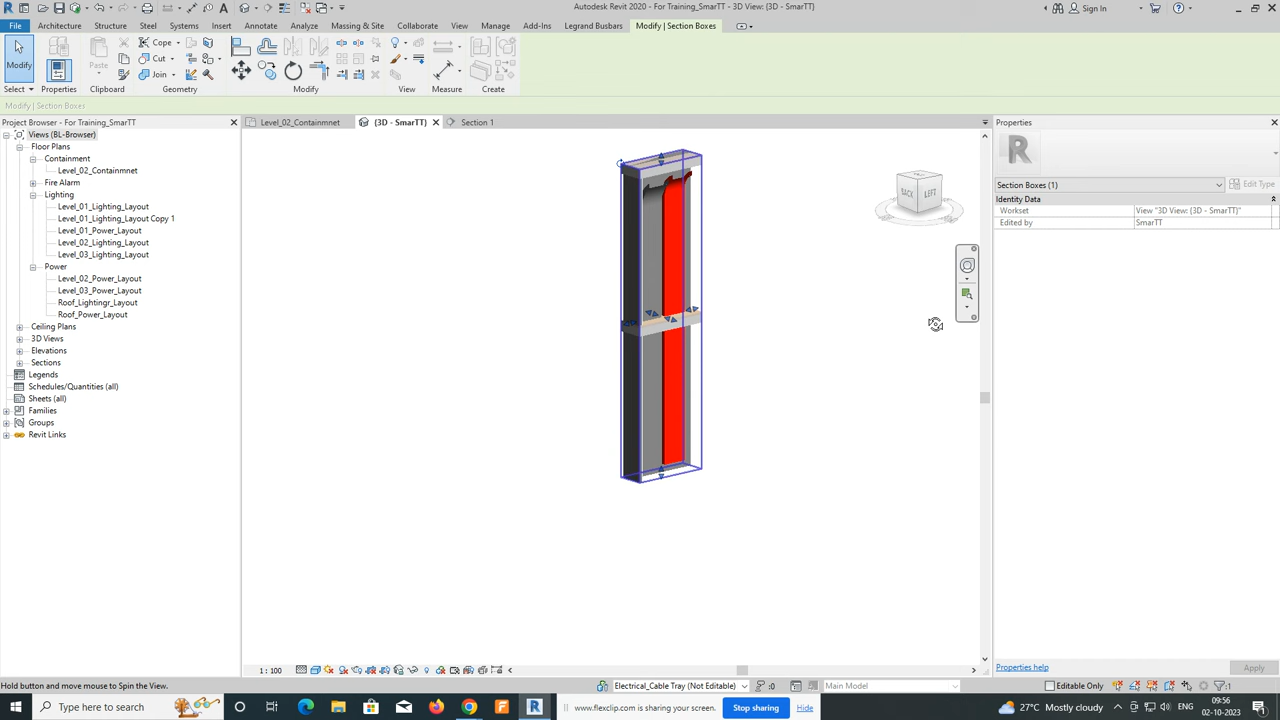 Autodesk Revit 2020 - For Training_SmarTT - 3D View: {3D - SmarTT}
Sign In
File Architecture Structure Steel Systems Insert Annotate Analyze Massing & Site Collaborate View Manage Add-Ins Legrand Busbars Modify | Section Boxes
Modify Paste Cope Cut Join
Select Properties Clipboard Geometry Modify View Measure Create
Modify | Section Boxes
Project Browser - For Training_SmarTT
Level_02_Containmnet {3D - SmarTT} Section 1
Properties
Views (BL-Browser)
Floor Plans
Containment
Level_02_Containmnet
Fire Alarm
Lighting
Level_01_Lighting_Layout
Level_01_Lighting_Layout Copy 1
Level_01_Power_Layout
Level_02_Lighting_Layout
Level_03_Lighting_Layout
Power
Level_02_Power_Layout
Level_03_Power_Layout
Roof_Lightingr_Layout
Roof_Power_Layout
Ceiling Plans
3D Views
Elevations
Sections
Legends
Schedules/Quantities (all)
Sheets (all)
Families
Groups
Revit Links
BACK LEFT
Section Boxes (1) Edit Type
Identity Data
Workset View "3D View: {3D - SmarTT}"
Edited by SmarTT
1 : 100
Properties help Apply
Hold button and move mouse to Spin the View.
Electrical_Cable Tray (Not Editable) :0 Main Model Editable Only :1
Type here to search
www.flexclip.com is sharing your screen. Stop sharing Hide
27°C Mostly cloudy ENG 09:56
02-10-2023